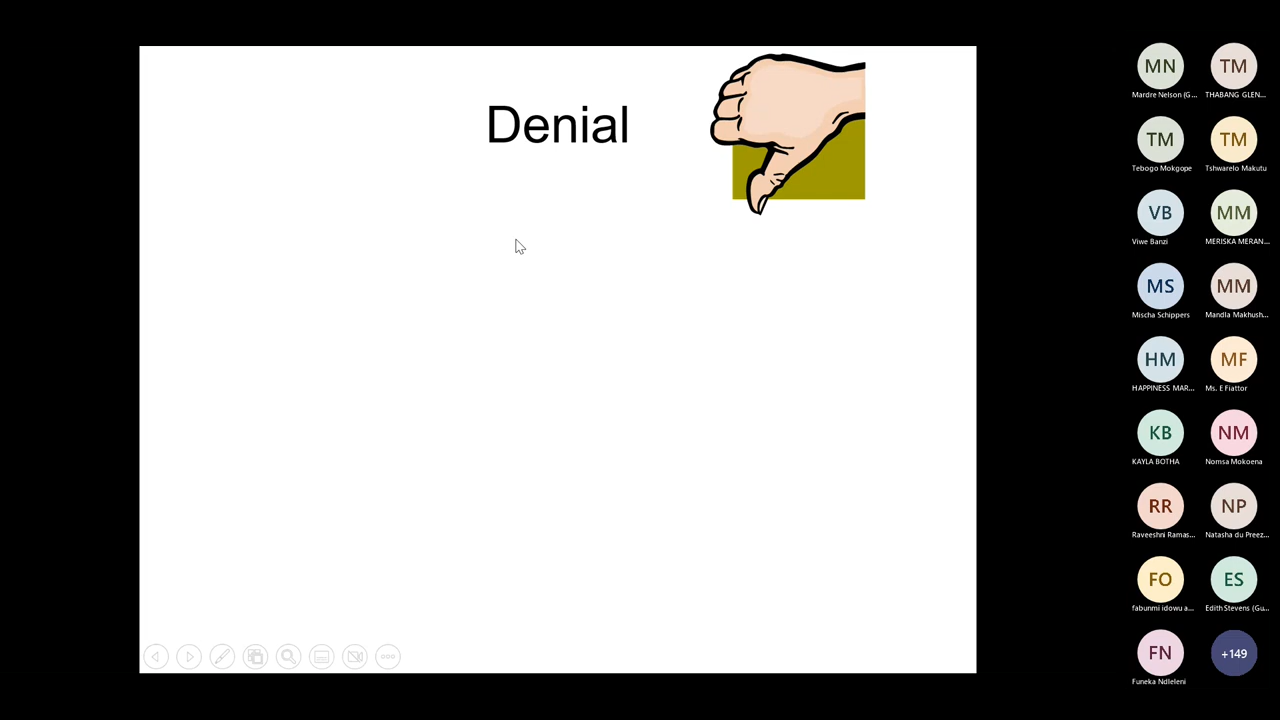 Denial
MN
TM
Mardre Nelson (G...
THABANG GLEN...
TM
TM
Tebogo Mokgope
Tshwarelo Makutu
VB
MM
Viwe Banzi
MERISKA MERAN...
MS
MM
Mischa Schippers
Mandla Makhush...
HM
MF
HAPPINESS MAR...
Ms. E Fiattor
KB
NM
KAYLA BOTHA
Nomsa Mokoena
RR
NP
Raveeshni Ramas...
Natasha du Preez...
FO
ES
fabunmi idowu a...
Edith Stevens (Gu...
FN
+149
Funeka Ndleleni